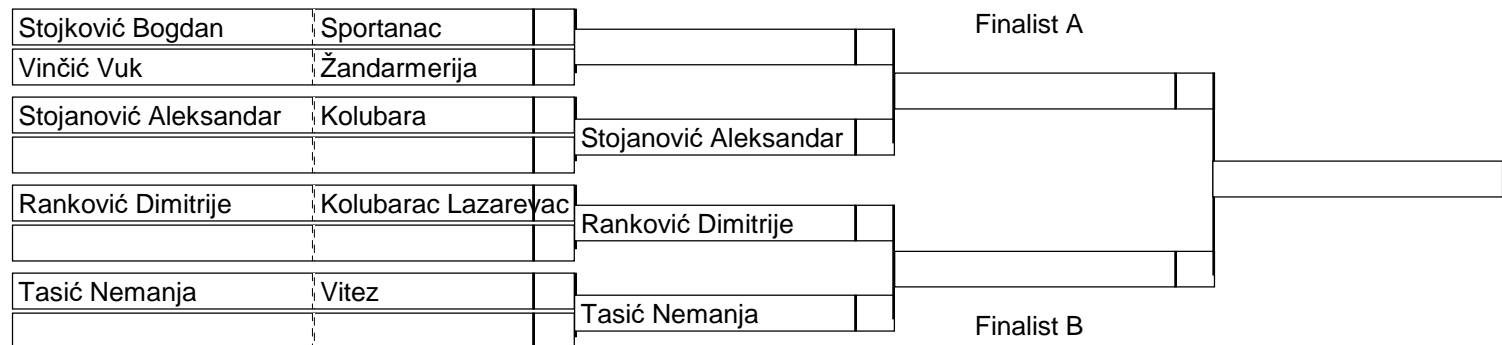 Stojković Bogdan Sportanac
Vinčić Vuk Žandarmerija
Stojanović Aleksandar Kolubara
Ranković Dimitrije Kolubarac Lazarevac
Tasić Nemanja Vitez
Stojanović Aleksandar
Ranković Dimitrije
Tasić Nemanja
Finalist A
Finalist B